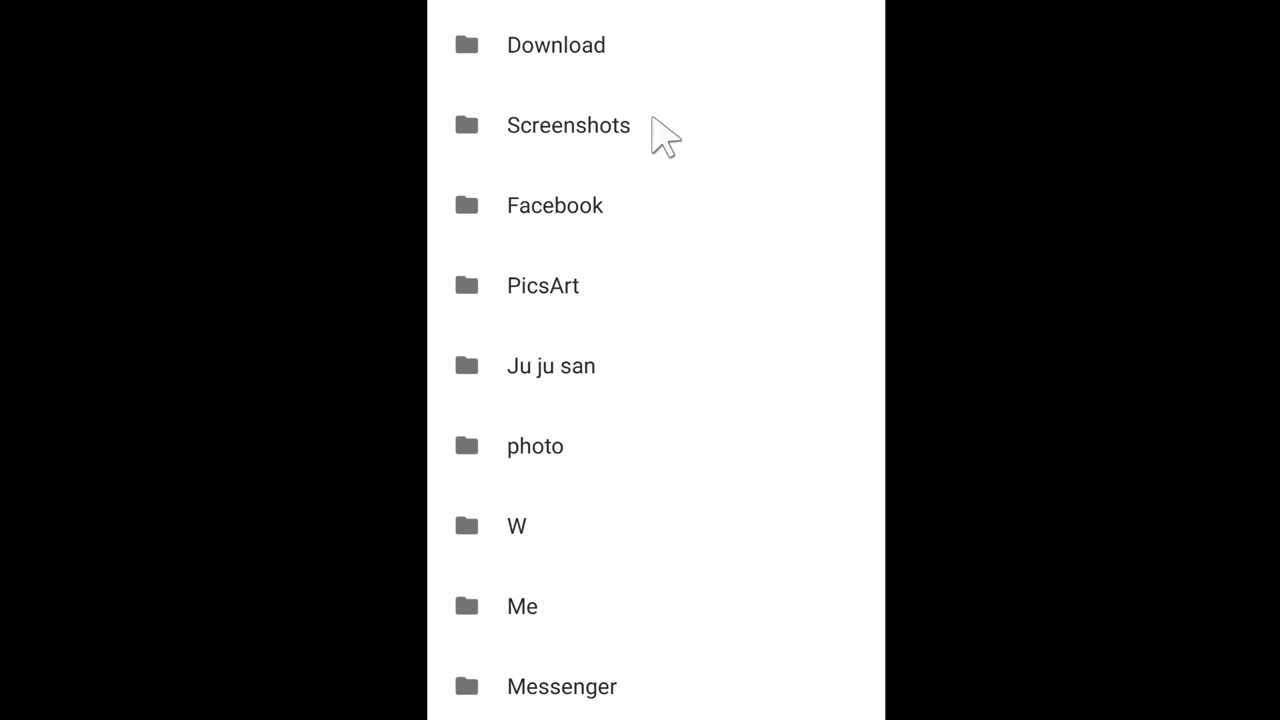 Download
Screenshots
Facebook
PicsArt
Ju ju san
photo
W
Me
Messenger